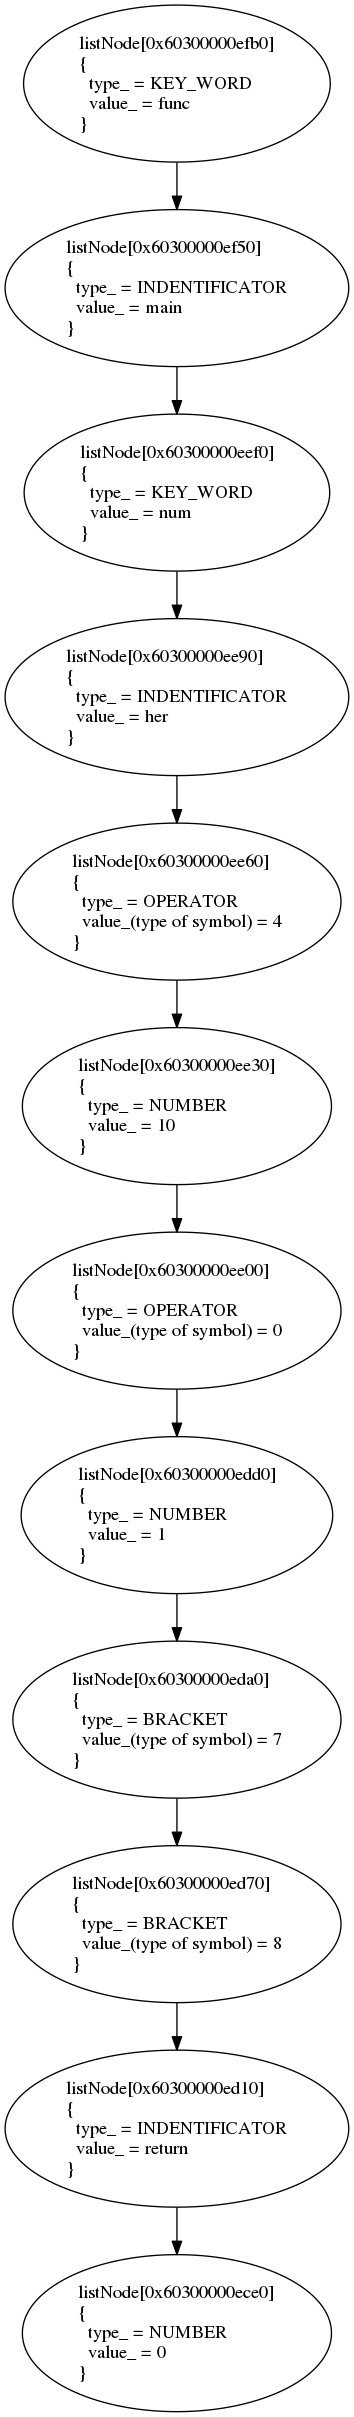 listNode[0x60300000efb0]
{
type_ = KEY_WORD
value_ = func
}
listNode[0x60300000ef50]
{
type_ = INDENTIFICATOR
value_ = main
}
listNode[0x60300000eef0]
{
type_ = KEY_WORD
value_ = num
}
listNode[0x60300000ee90]
{
type_ = INDENTIFICATOR
value_ = her
}
listNode[0x60300000ee60]
{
type_ = OPERATOR
value_(type of symbol) = 4
}
listNode[0x60300000ee30]
{
type_ = NUMBER
value_ = 10
}
listNode[0x60300000ee00]
{
type_ = OPERATOR
value_(type of symbol) = 0
}
listNode[0x60300000edd0]
{
type_ = NUMBER
value_ = 1
}
listNode[0x60300000eda0]
{
type_ = BRACKET
value_(type of symbol) = 7
}
listNode[0x60300000ed70]
{
type_ = BRACKET
value_(type of symbol) = 8
}
listNode[0x60300000ed10]
{
type_ = INDENTIFICATOR
value_ = return
}
listNode[0x60300000ece0]
{
type_ = NUMBER
value_ = 0
}